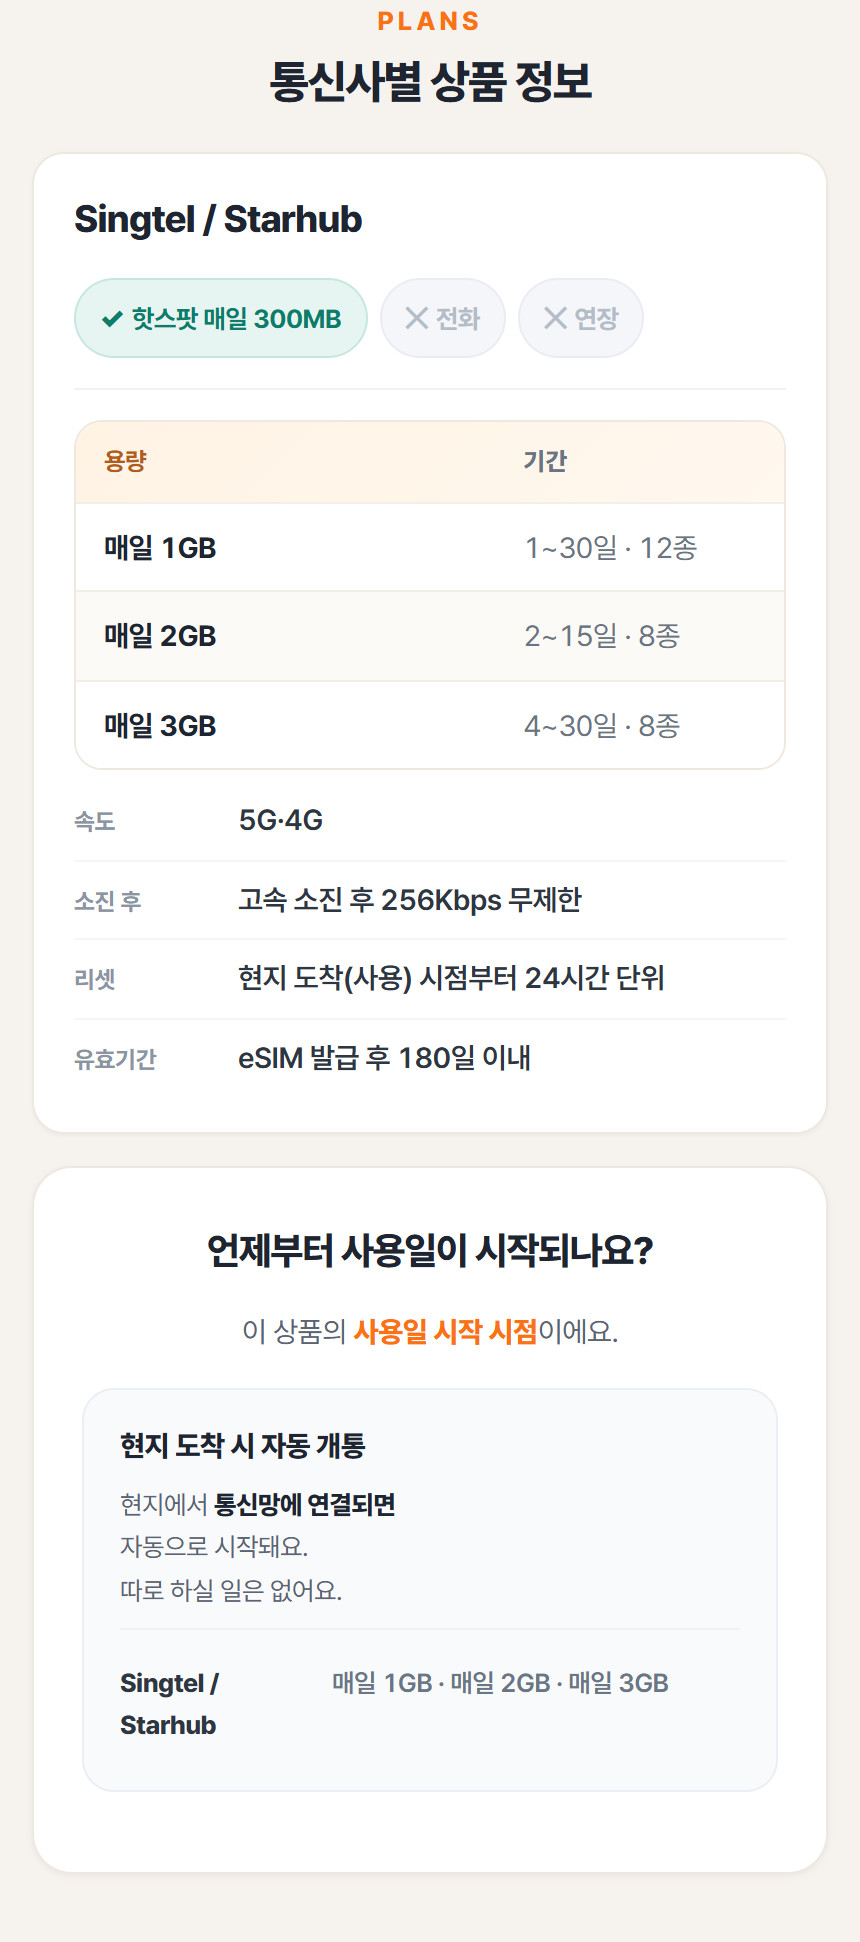 PLANS
통신사별 상품 정보
Singtel / Starhub
✓ 핫스팟 매일 300MB ✕ 전화 ✕ 연장
용량 기간
매일 1GB 1~30일 · 12종
매일 2GB 2~15일 · 8종
매일 3GB 4~30일 · 8종
속도 5G·4G
소진 후 고속 소진 후 256Kbps 무제한
리셋 현지 도착(사용) 시점부터 24시간 단위
유효기간 eSIM 발급 후 180일 이내
언제부터 사용일이 시작되나요?
이 상품의 사용일 시작 시점이에요.
현지 도착 시 자동 개통
현지에서 통신망에 연결되면
자동으로 시작돼요.
따로 하실 일은 없어요.
Singtel / 매일 1GB · 매일 2GB · 매일 3GB
Starhub